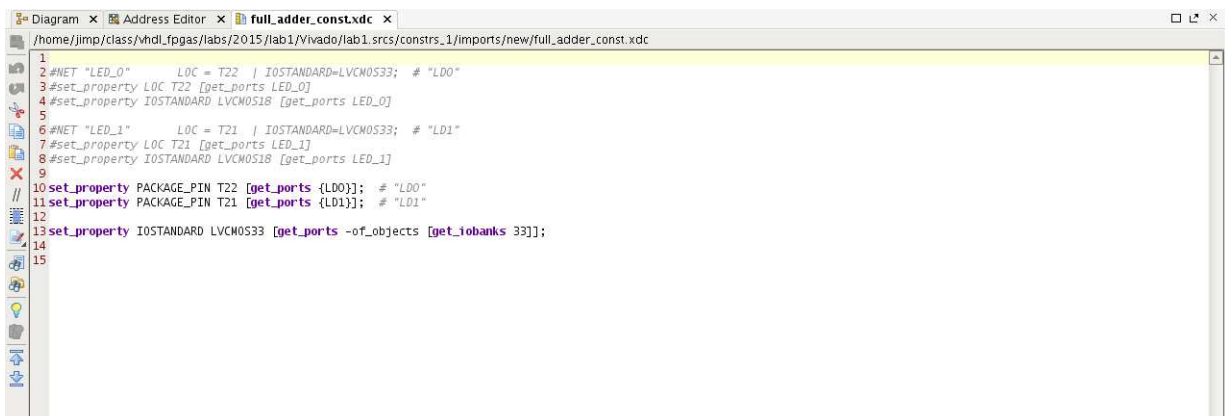 Diagram × Address Editor × full_adder_const.xdc ×
/home/jimp/class/vhdl_fpgas/labs/2015/lab1/Vivado/lab1.srcs/constrs_1/imports/new/full_adder_const.xdc
1
2 #NET "LED_0" LOC = T22 | IOSTANDARD=LVCMOS33; # "LD0"
3 #set_property LOC T22 [get_ports LED_0]
4 #set_property IOSTANDARD LVCMOS18 [get_ports LED_0]
5
6 #NET "LED_1" LOC = T21 | IOSTANDARD=LVCMOS33; # "LD1"
7 #set_property LOC T21 [get_ports LED_1]
8 #set_property IOSTANDARD LVCMOS18 [get_ports LED_1]
9
10 set_property PACKAGE_PIN T22 [get_ports {LD0}]; # "LD0"
11 set_property PACKAGE_PIN T21 [get_ports {LD1}]; # "LD1"
12
13 set_property IOSTANDARD LVCMOS33 [get_ports -of_objects [get_iobanks 33]];
14
15